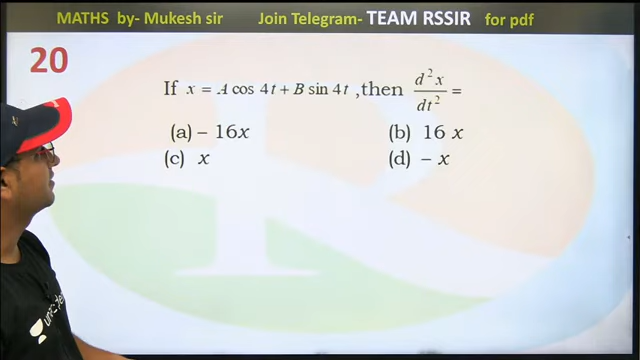 MATHS by- Mukesh sir Join Telegram- TEAM RSSIR for pdf
20
If x = A cos 4t + B sin 4t ,then d²x/dt² =
(a) – 16x (b) 16 x
(c) x (d) – x